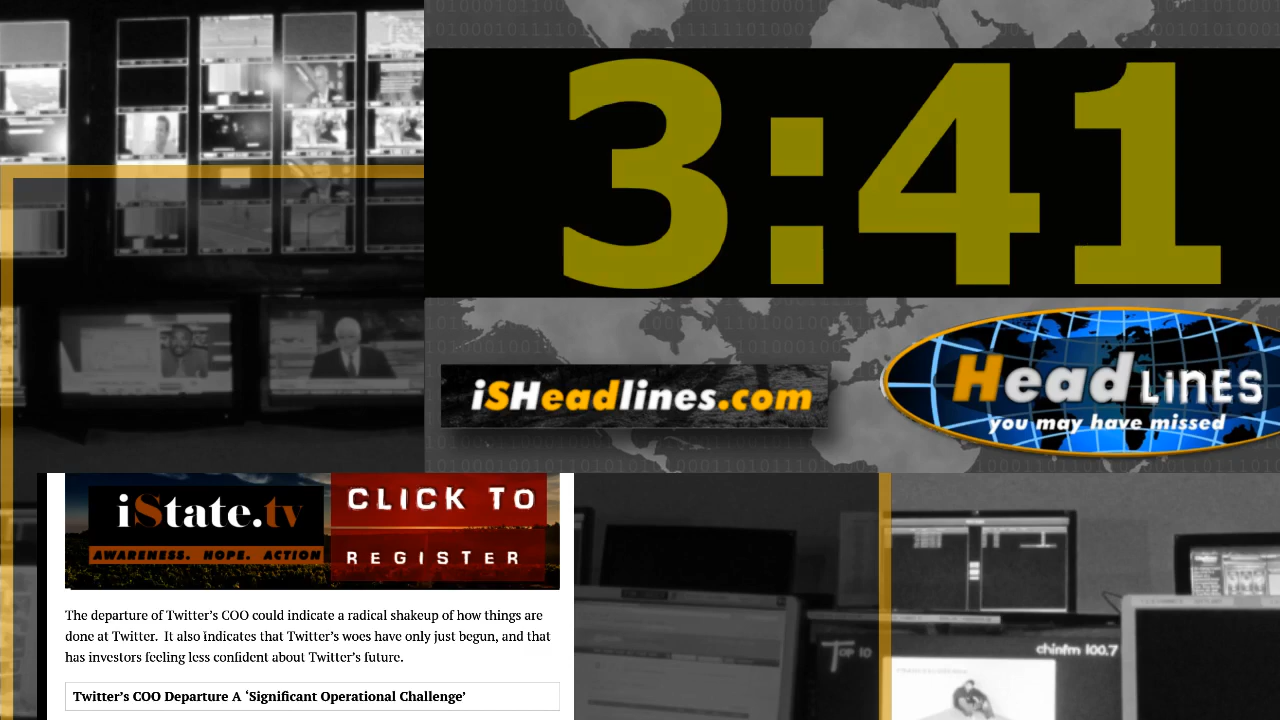 3:41
iSHeadlines.com
HeadLINES
you may have missed
iState.tv
AWARENESS. HOPE. ACTION
CLICK TO
REGISTER
The departure of Twitter’s COO could indicate a radical shakeup of how things are
done at Twitter. It also indicates that Twitter’s woes have only just begun, and that
has investors feeling less confident about Twitter’s future.
Twitter’s COO Departure A ‘Significant Operational Challenge’
TOP 10
chinfm 100.7